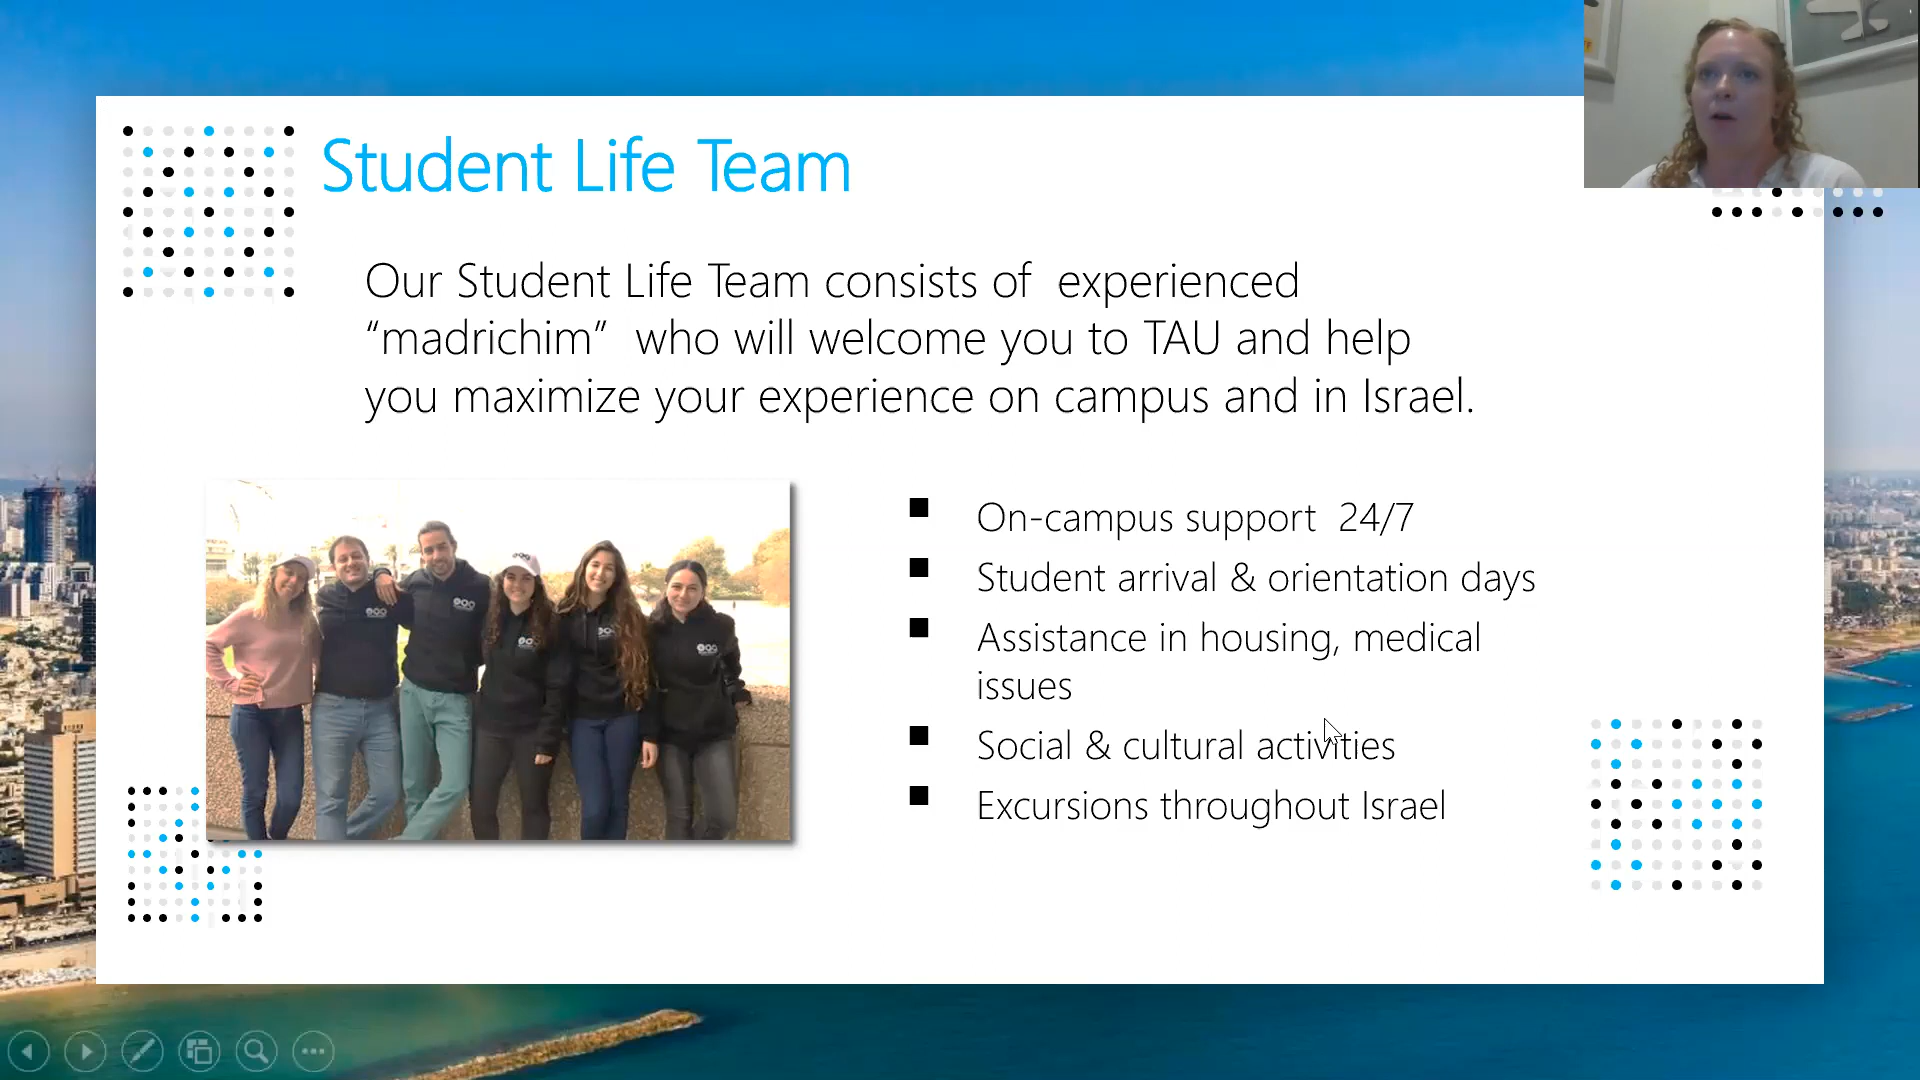 Student Life Team
Our Student Life Team consists of  experienced
“madrichim”  who will welcome you to TAU and help
you maximize your experience on campus and in Israel.
On-campus support  24/7
Student arrival & orientation days
Assistance in housing, medical
issues
Social & cultural activities
Excursions throughout Israel